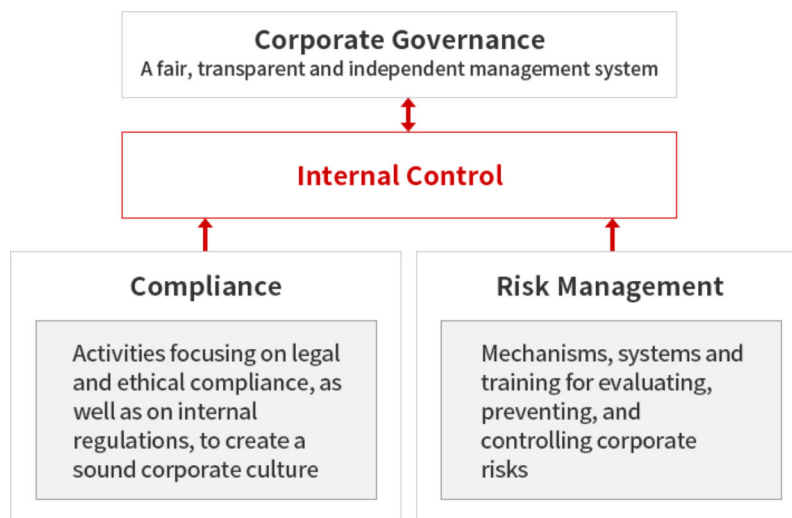 Corporate Governance
A fair, transparent and independent management system
Internal Control
Compliance
Activities focusing on legal
and ethical compliance, as
well as on internal
regulations, to create a
sound corporate culture
Risk Management
Mechanisms, systems and
training for evaluating,
preventing, and
controlling corporate
risks